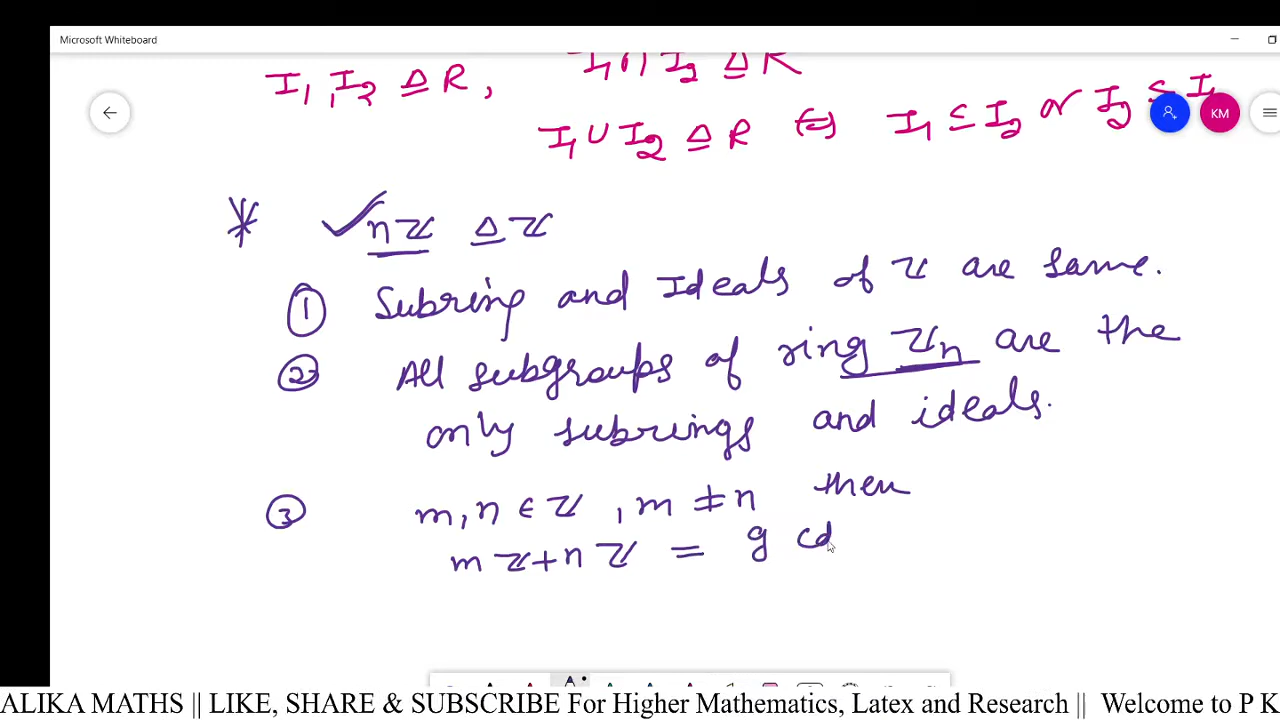 Microsoft Whiteboard
I₁ ∩ I₂ ⊴ R
I₁, I₂ ⊴ R,
I₁ ∪ I₂ ⊴ R ⇔ I₁ ⊆ I₂ or I₂ ⊆ I₁
KM
* ✓ nℤ ⊴ ℤ
① Subring and Ideals of ℤ are same.
② All subgroups of ring ℤn are the
only subrings and ideals.
③ m, n ∈ ℤ, m ≠ n then
mℤ + nℤ = gcd
ALIKA MATHS || LIKE, SHARE & SUBSCRIBE For Higher Mathematics, Latex and Research || Welcome to P K